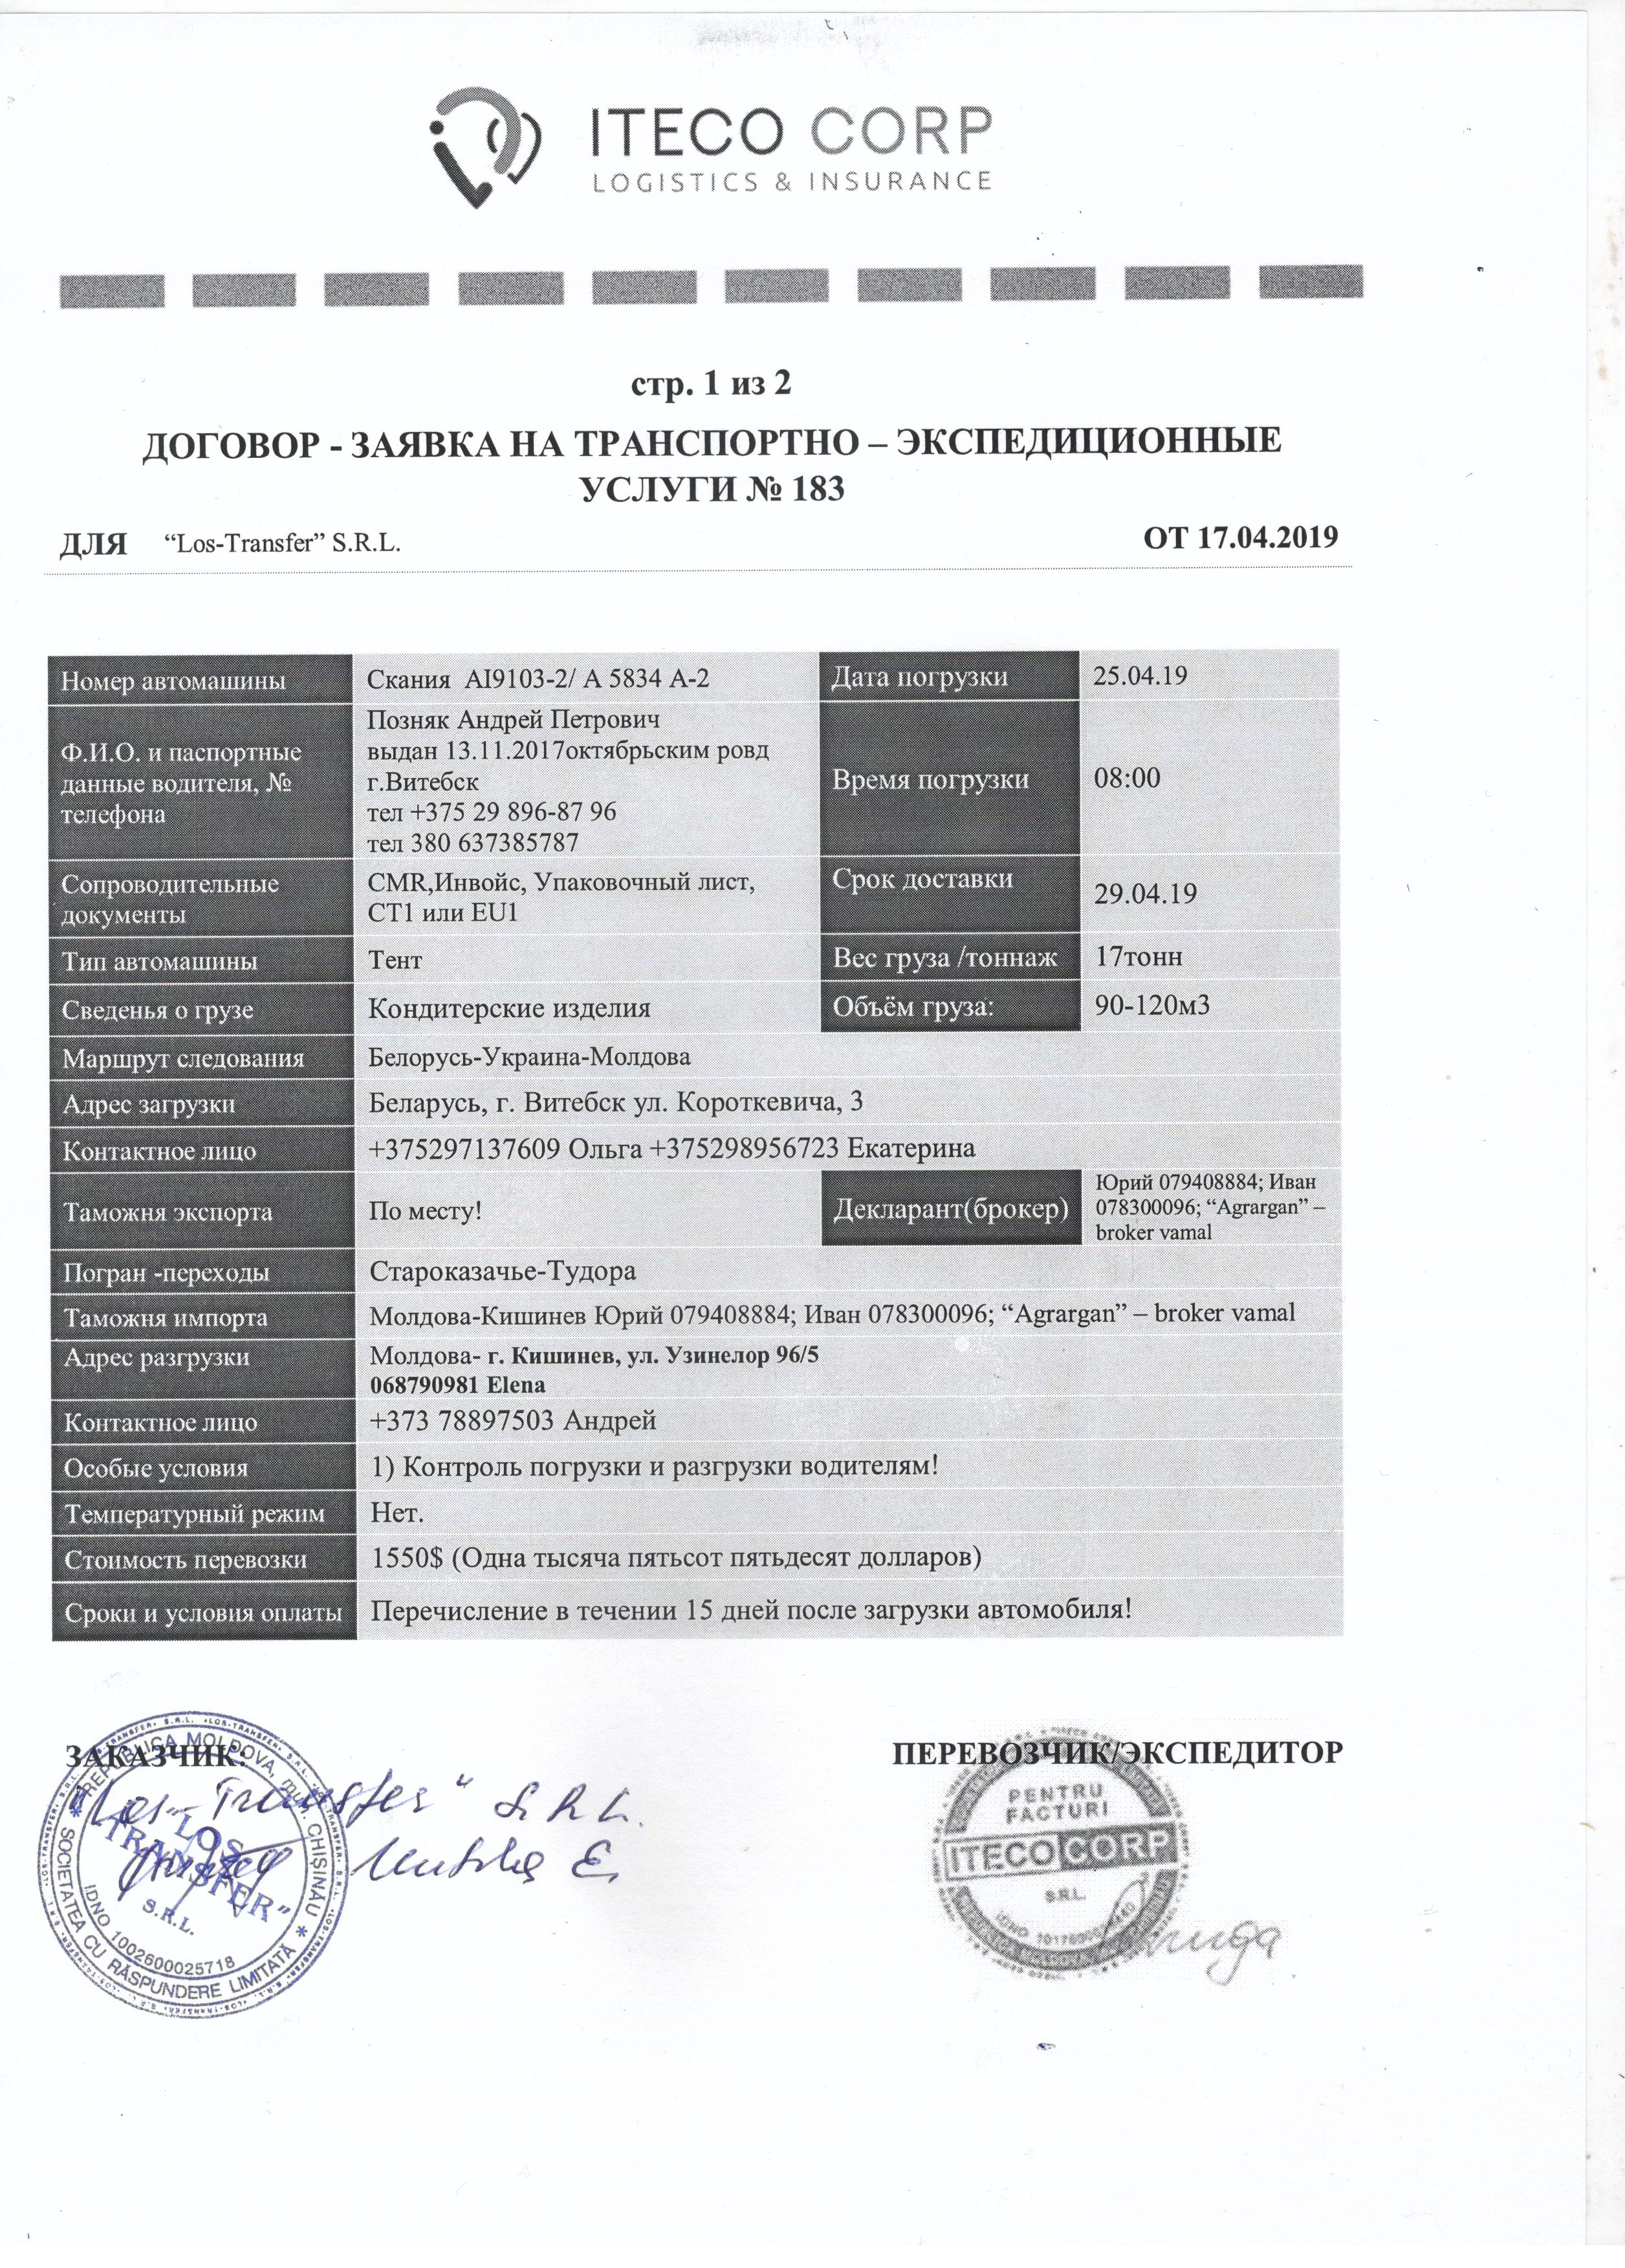 ITECO CORP
LOGISTICS & INSURANCE
стр. 1 из 2
ДОГОВОР - ЗАЯВКА НА ТРАНСПОРТНО – ЭКСПЕДИЦИОННЫЕ
УСЛУГИ № 183
ДЛЯ “Los-Transfer” S.R.L. ОТ 17.04.2019
Номер автомашины
Скания AI9103-2/ А 5834 А-2
Дата погрузки
25.04.19
Ф.И.О. и паспортные
данные водителя, №
телефона
Позняк Андрей Петрович
выдан 13.11.2017октябрьским ровд
г.Витебск
тел +375 29 896-87 96
тел 380 637385787
Время погрузки
08:00
Сопроводительные
документы
CMR,Инвойс, Упаковочный лист,
СТ1 или EU1
Срок доставки
29.04.19
Тип автомашины
Тент
Вес груза /тоннаж
17тонн
Сведенья о грузе
Кондитерские изделия
Объём груза:
90-120м3
Маршрут следования
Белорусь-Украина-Молдова
Адрес загрузки
Беларусь, г. Витебск ул. Короткевича, 3
Контактное лицо
+375297137609 Ольга +375298956723 Екатерина
Таможня экспорта
По месту!
Декларант(брокер)
Юрий 079408884; Иван
078300096; “Agrargan” –
broker vamal
Погран -переходы
Староказачье-Тудора
Таможня импорта
Молдова-Кишинев Юрий 079408884; Иван 078300096; “Agrargan” – broker vamal
Адрес разгрузки
Молдова- г. Кишинев, ул. Узинелор 96/5
068790981 Elena
Контактное лицо
+373 78897503 Андрей
Особые условия
1) Контроль погрузки и разгрузки водителям!
Температурный режим
Нет.
Стоимость перевозки
1550$ (Одна тысяча пятьсот пятьдесят долларов)
Сроки и условия оплаты
Перечисление в течении 15 дней после загрузки автомобиля!
ЗАКАЗЧИК:
"Los-Transfer" S.R.L.
REPUBLICA MOLDOVA, mun. CHIŞINĂU
SOCIETATEA CU RĂSPUNDERE LIMITATĂ
IDNO 1002600025718
“LOS
TRANSFER”
S.R.L.
ПЕРЕВОЗЧИК/ЭКСПЕДИТОР
PENTRU
FACTURI
ITECO CORP
S.R.L.
IDNO